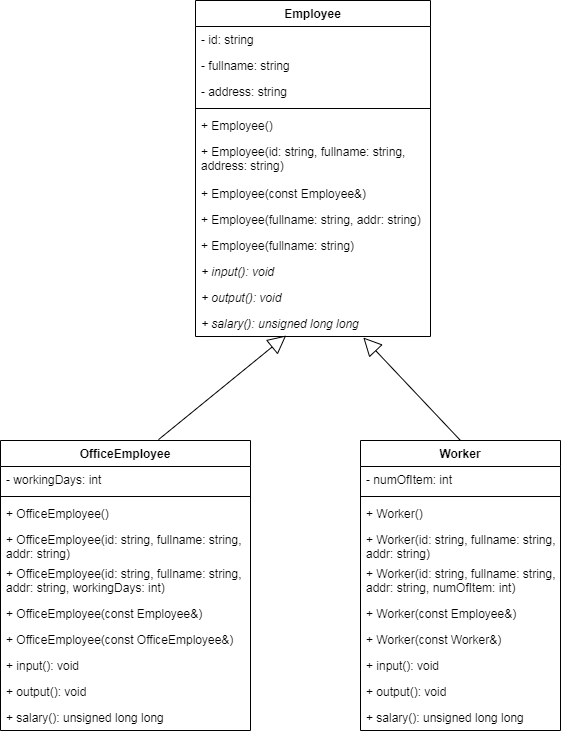 Employee
- id: string
- fullname: string
- address: string
+ Employee()
+ Employee(id: string, fullname: string,
address: string)
+ Employee(const Employee&)
+ Employee(fullname: string, addr: string)
+ Employee(fullname: string)
+ input(): void
+ output(): void
+ salary(): unsigned long long
OfficeEmployee
- workingDays: int
+ OfficeEmployee()
+ OfficeEmployee(id: string, fullname: string,
addr: string)
+ OfficeEmployee(id: string, fullname: string,
addr: string, workingDays: int)
+ OfficeEmployee(const Employee&)
+ OfficeEmployee(const OfficeEmployee&)
+ input(): void
+ output(): void
+ salary(): unsigned long long
Worker
- numOfItem: int
+ Worker()
+ Worker(id: string, fullname: string,
addr: string)
+ Worker(id: string, fullname: string,
addr: string, numOfItem: int)
+ Worker(const Employee&)
+ Worker(const Worker&)
+ input(): void
+ output(): void
+ salary(): unsigned long long